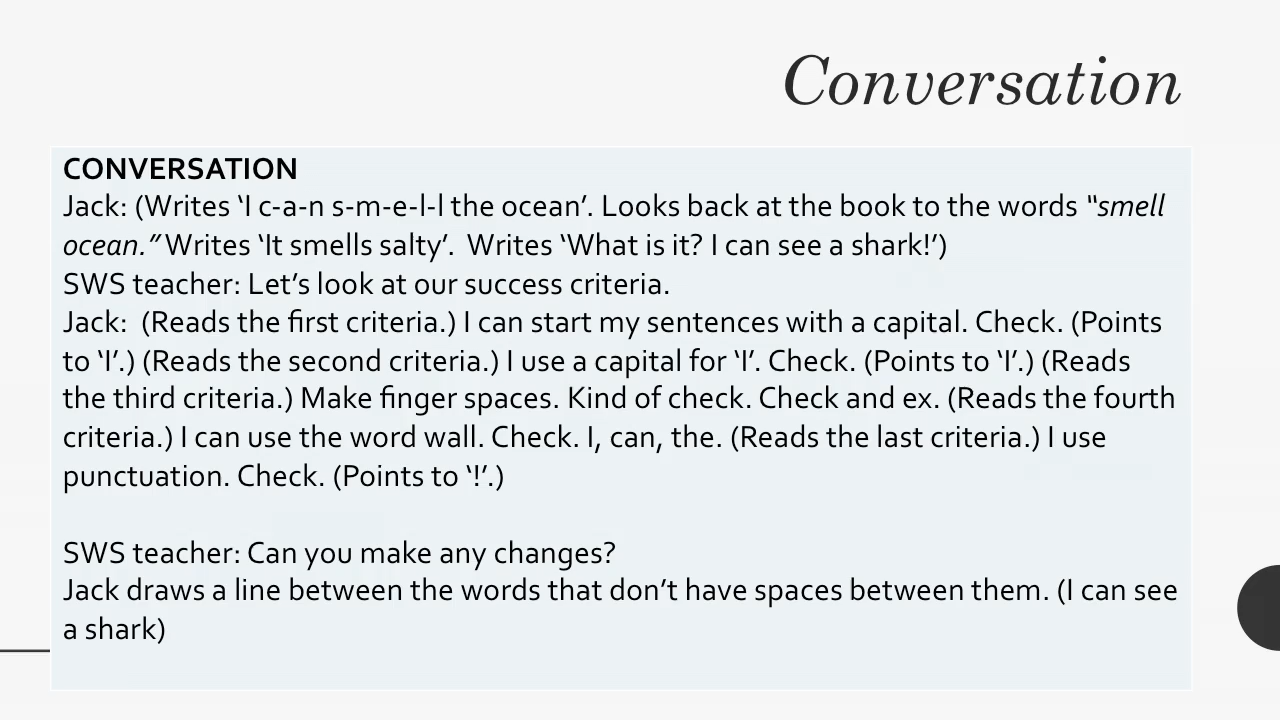 Conversation
CONVERSATION
Jack: (Writes ‘I c-a-n s-m-e-l-l the ocean’. Looks back at the book to the words “smell
ocean.” Writes ‘It smells salty’.  Writes ‘What is it? I can see a shark!’)
SWS teacher: Let’s look at our success criteria.
Jack:  (Reads the first criteria.) I can start my sentences with a capital. Check. (Points
to ‘I’.) (Reads the second criteria.) I use a capital for ‘I’. Check. (Points to ‘I’.) (Reads
the third criteria.) Make finger spaces. Kind of check. Check and ex. (Reads the fourth
criteria.) I can use the word wall. Check. I, can, the. (Reads the last criteria.) I use
punctuation. Check. (Points to ‘!’.)
SWS teacher: Can you make any changes?
Jack draws a line between the words that don’t have spaces between them. (I can see
a shark)